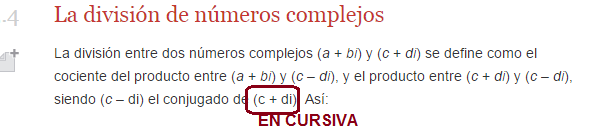 .4 La división de números complejos
La división entre dos números complejos (a + bi) y (c + di) se define como el
cociente del producto entre (a + bi) y (c – di), y el producto entre (c + di) y (c – di),
siendo (c – di) el conjugado de (c + di). Así:
EN CURSIVA